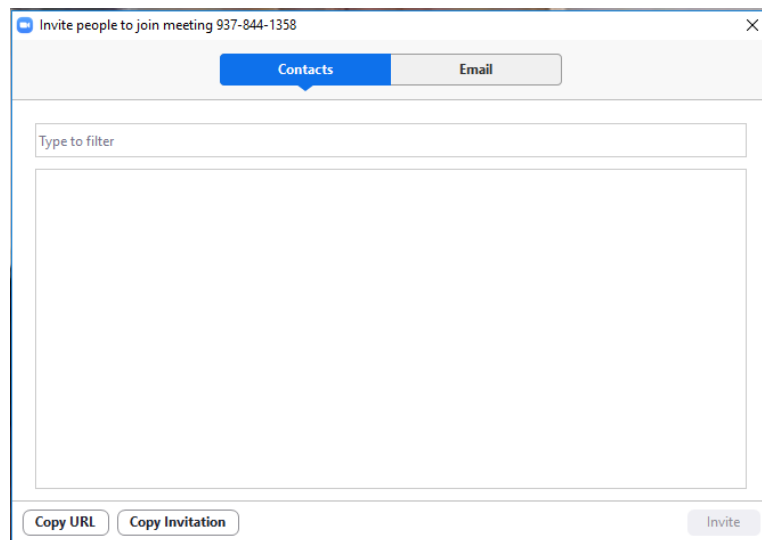 Invite people to join meeting 937-844-1358
Contacts Email
Type to filter
Copy URL Copy Invitation Invite